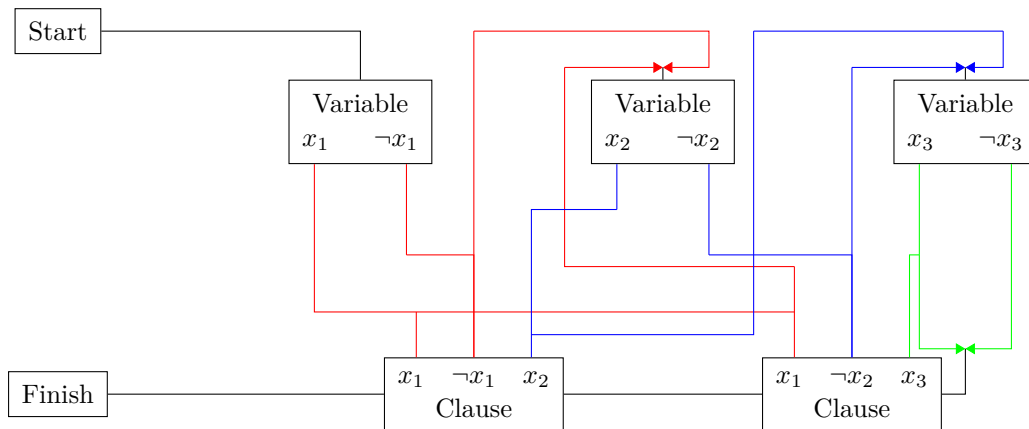 Start
Variable
x₁ ¬x₁
Variable
x₂ ¬x₂
Variable
x₃ ¬x₃
Finish
x₁ ¬x₁ x₂
Clause
x₁ ¬x₂ x₃
Clause